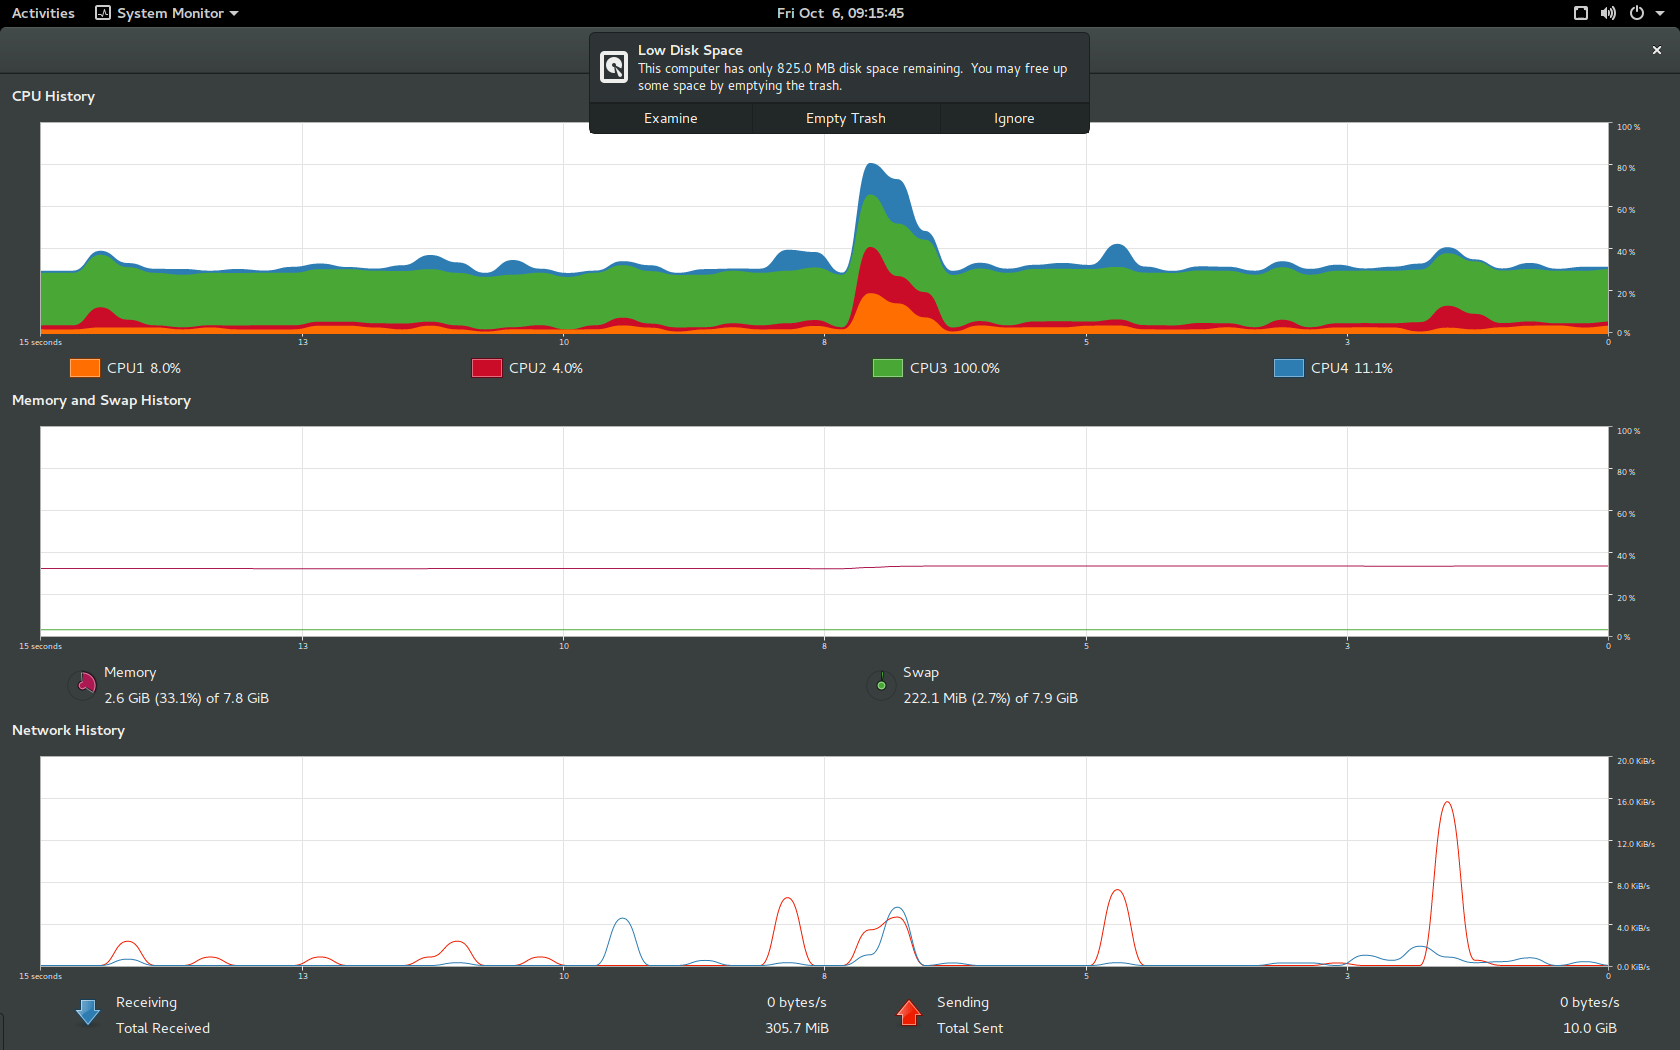 Activities System Monitor Fri Oct 6, 09:15:45
Low Disk Space
This computer has only 825.0 MB disk space remaining. You may free up
some space by emptying the trash.
Examine Empty Trash Ignore
CPU History
100 %
80 %
60 %
40 %
20 %
0 %
15 seconds 13 10 8 5 3 0
CPU1 8.0% CPU2 4.0% CPU3 100.0% CPU4 11.1%
Memory and Swap History
100 %
80 %
60 %
40 %
20 %
0 %
15 seconds 13 10 8 5 3 0
Memory Swap
2.6 GiB (33.1%) of 7.8 GiB 222.1 MiB (2.7%) of 7.9 GiB
Network History
20.0 KiB/s
16.0 KiB/s
12.0 KiB/s
8.0 KiB/s
4.0 KiB/s
0.0 KiB/s
15 seconds 13 10 8 5 3 0
Receiving 0 bytes/s Sending 0 bytes/s
Total Received 305.7 MiB Total Sent 10.0 GiB